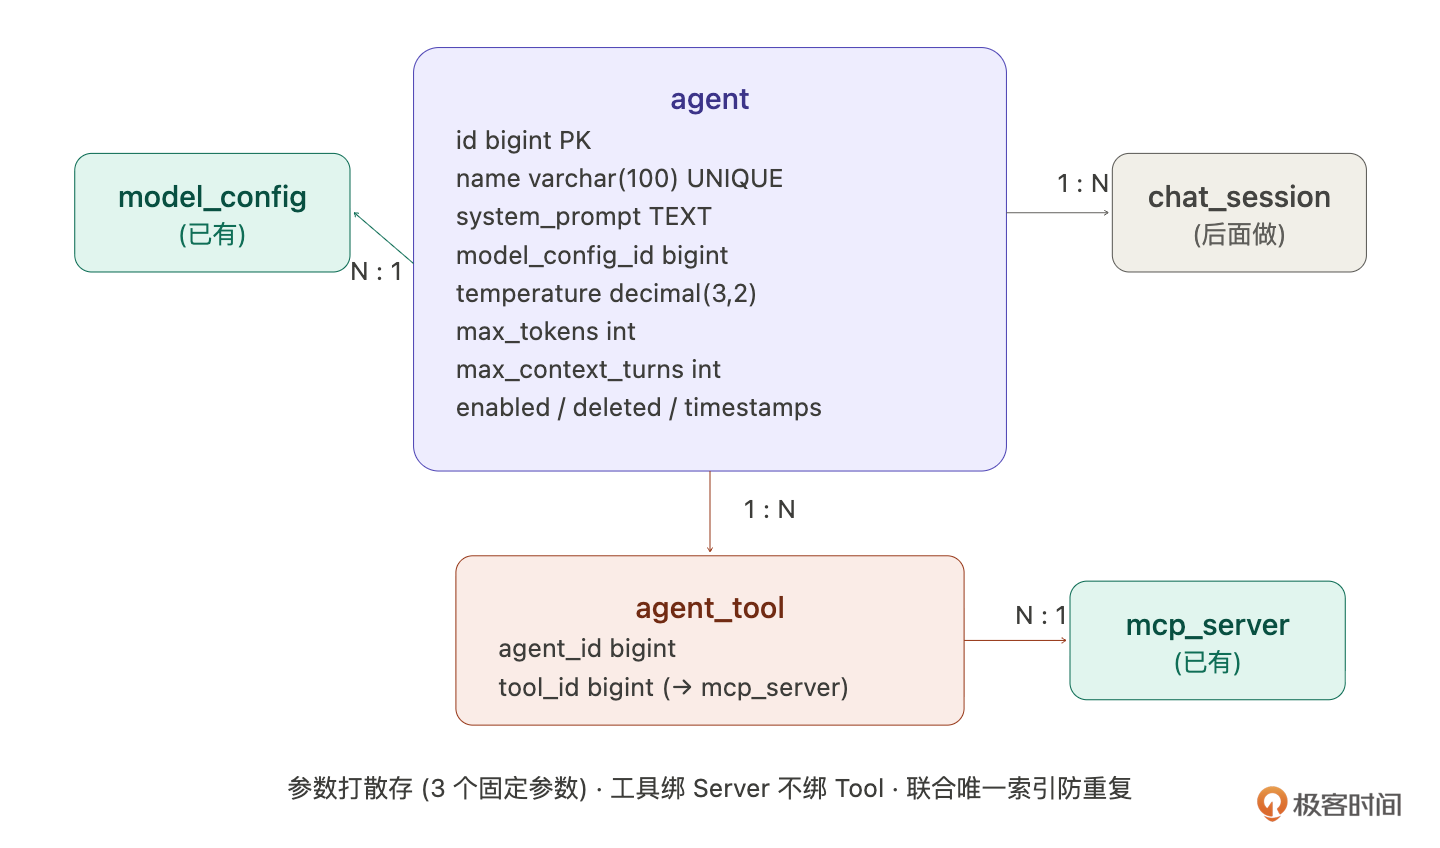 agent
id bigint PK
name varchar(100) UNIQUE
system_prompt TEXT
model_config_id bigint
temperature decimal(3,2)
max_tokens int
max_context_turns int
enabled / deleted / timestamps
model_config
(已有)
N : 1
1 : N
chat_session
(后面做)
1 : N
agent_tool
agent_id bigint
tool_id bigint (→ mcp_server)
N : 1
mcp_server
(已有)
参数打散存 (3 个固定参数) · 工具绑 Server 不绑 Tool · 联合唯一索引防重复
极客时间